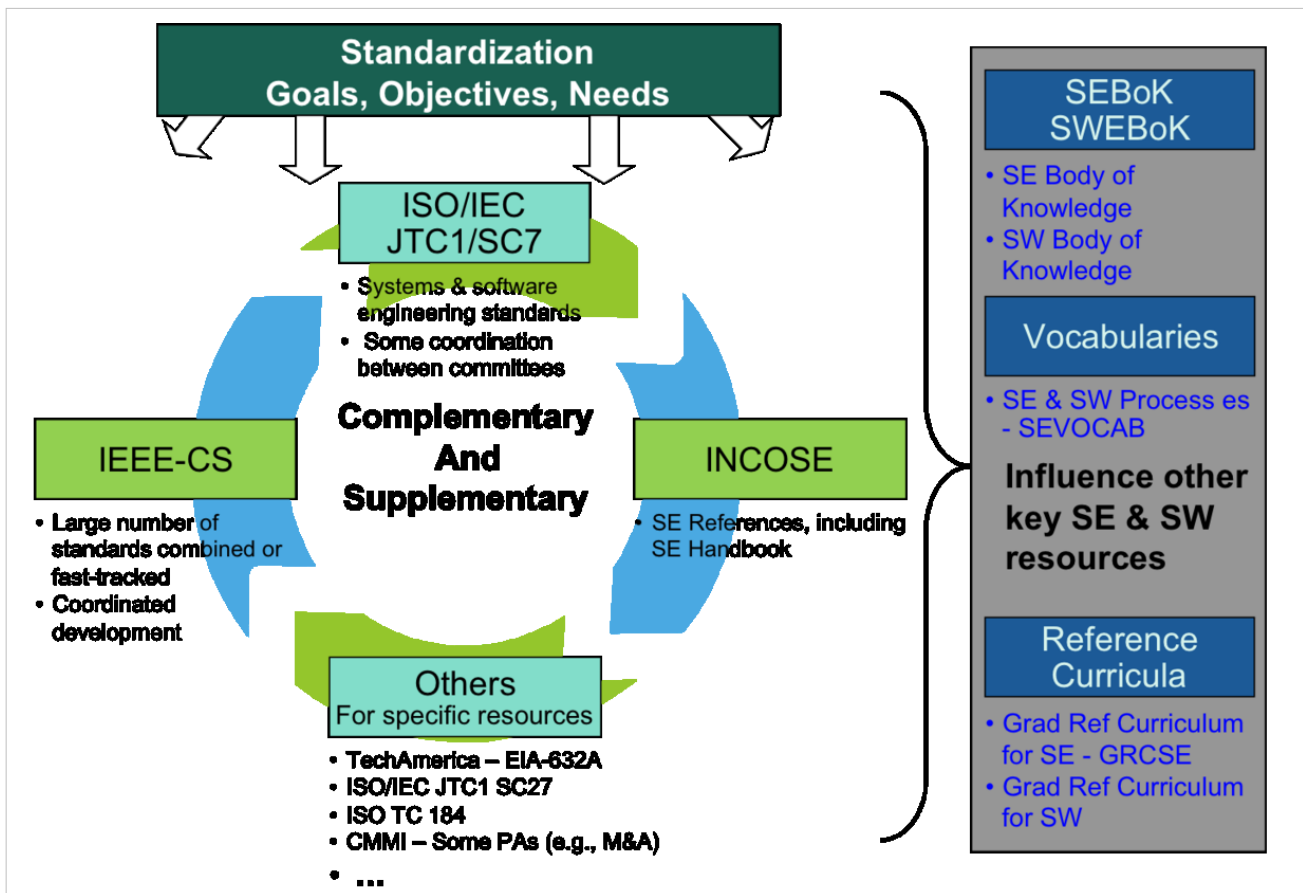 Standardization
Goals, Objectives, Needs
ISO/IEC
JTC1/SC7
• Systems & software
engineering standards
• Some coordination
between committees
Complementary
And
Supplementary
IEEE-CS
• Large number of
standards combined or
fast-tracked
• Coordinated
development
INCOSE
• SE References, including
SE Handbook
Others
For specific resources
• TechAmerica – EIA-632A
• ISO/IEC JTC1 SC27
• ISO TC 184
• CMMI – Some PAs (e.g., M&A)
• ...
SEBoK
SWEBoK
• SE Body of
Knowledge
• SW Body of
Knowledge
Vocabularies
• SE & SW Process es
- SEVOCAB
Influence other
key SE & SW
resources
Reference
Curricula
• Grad Ref Curriculum
for SE - GRCSE
• Grad Ref Curriculum
for SW